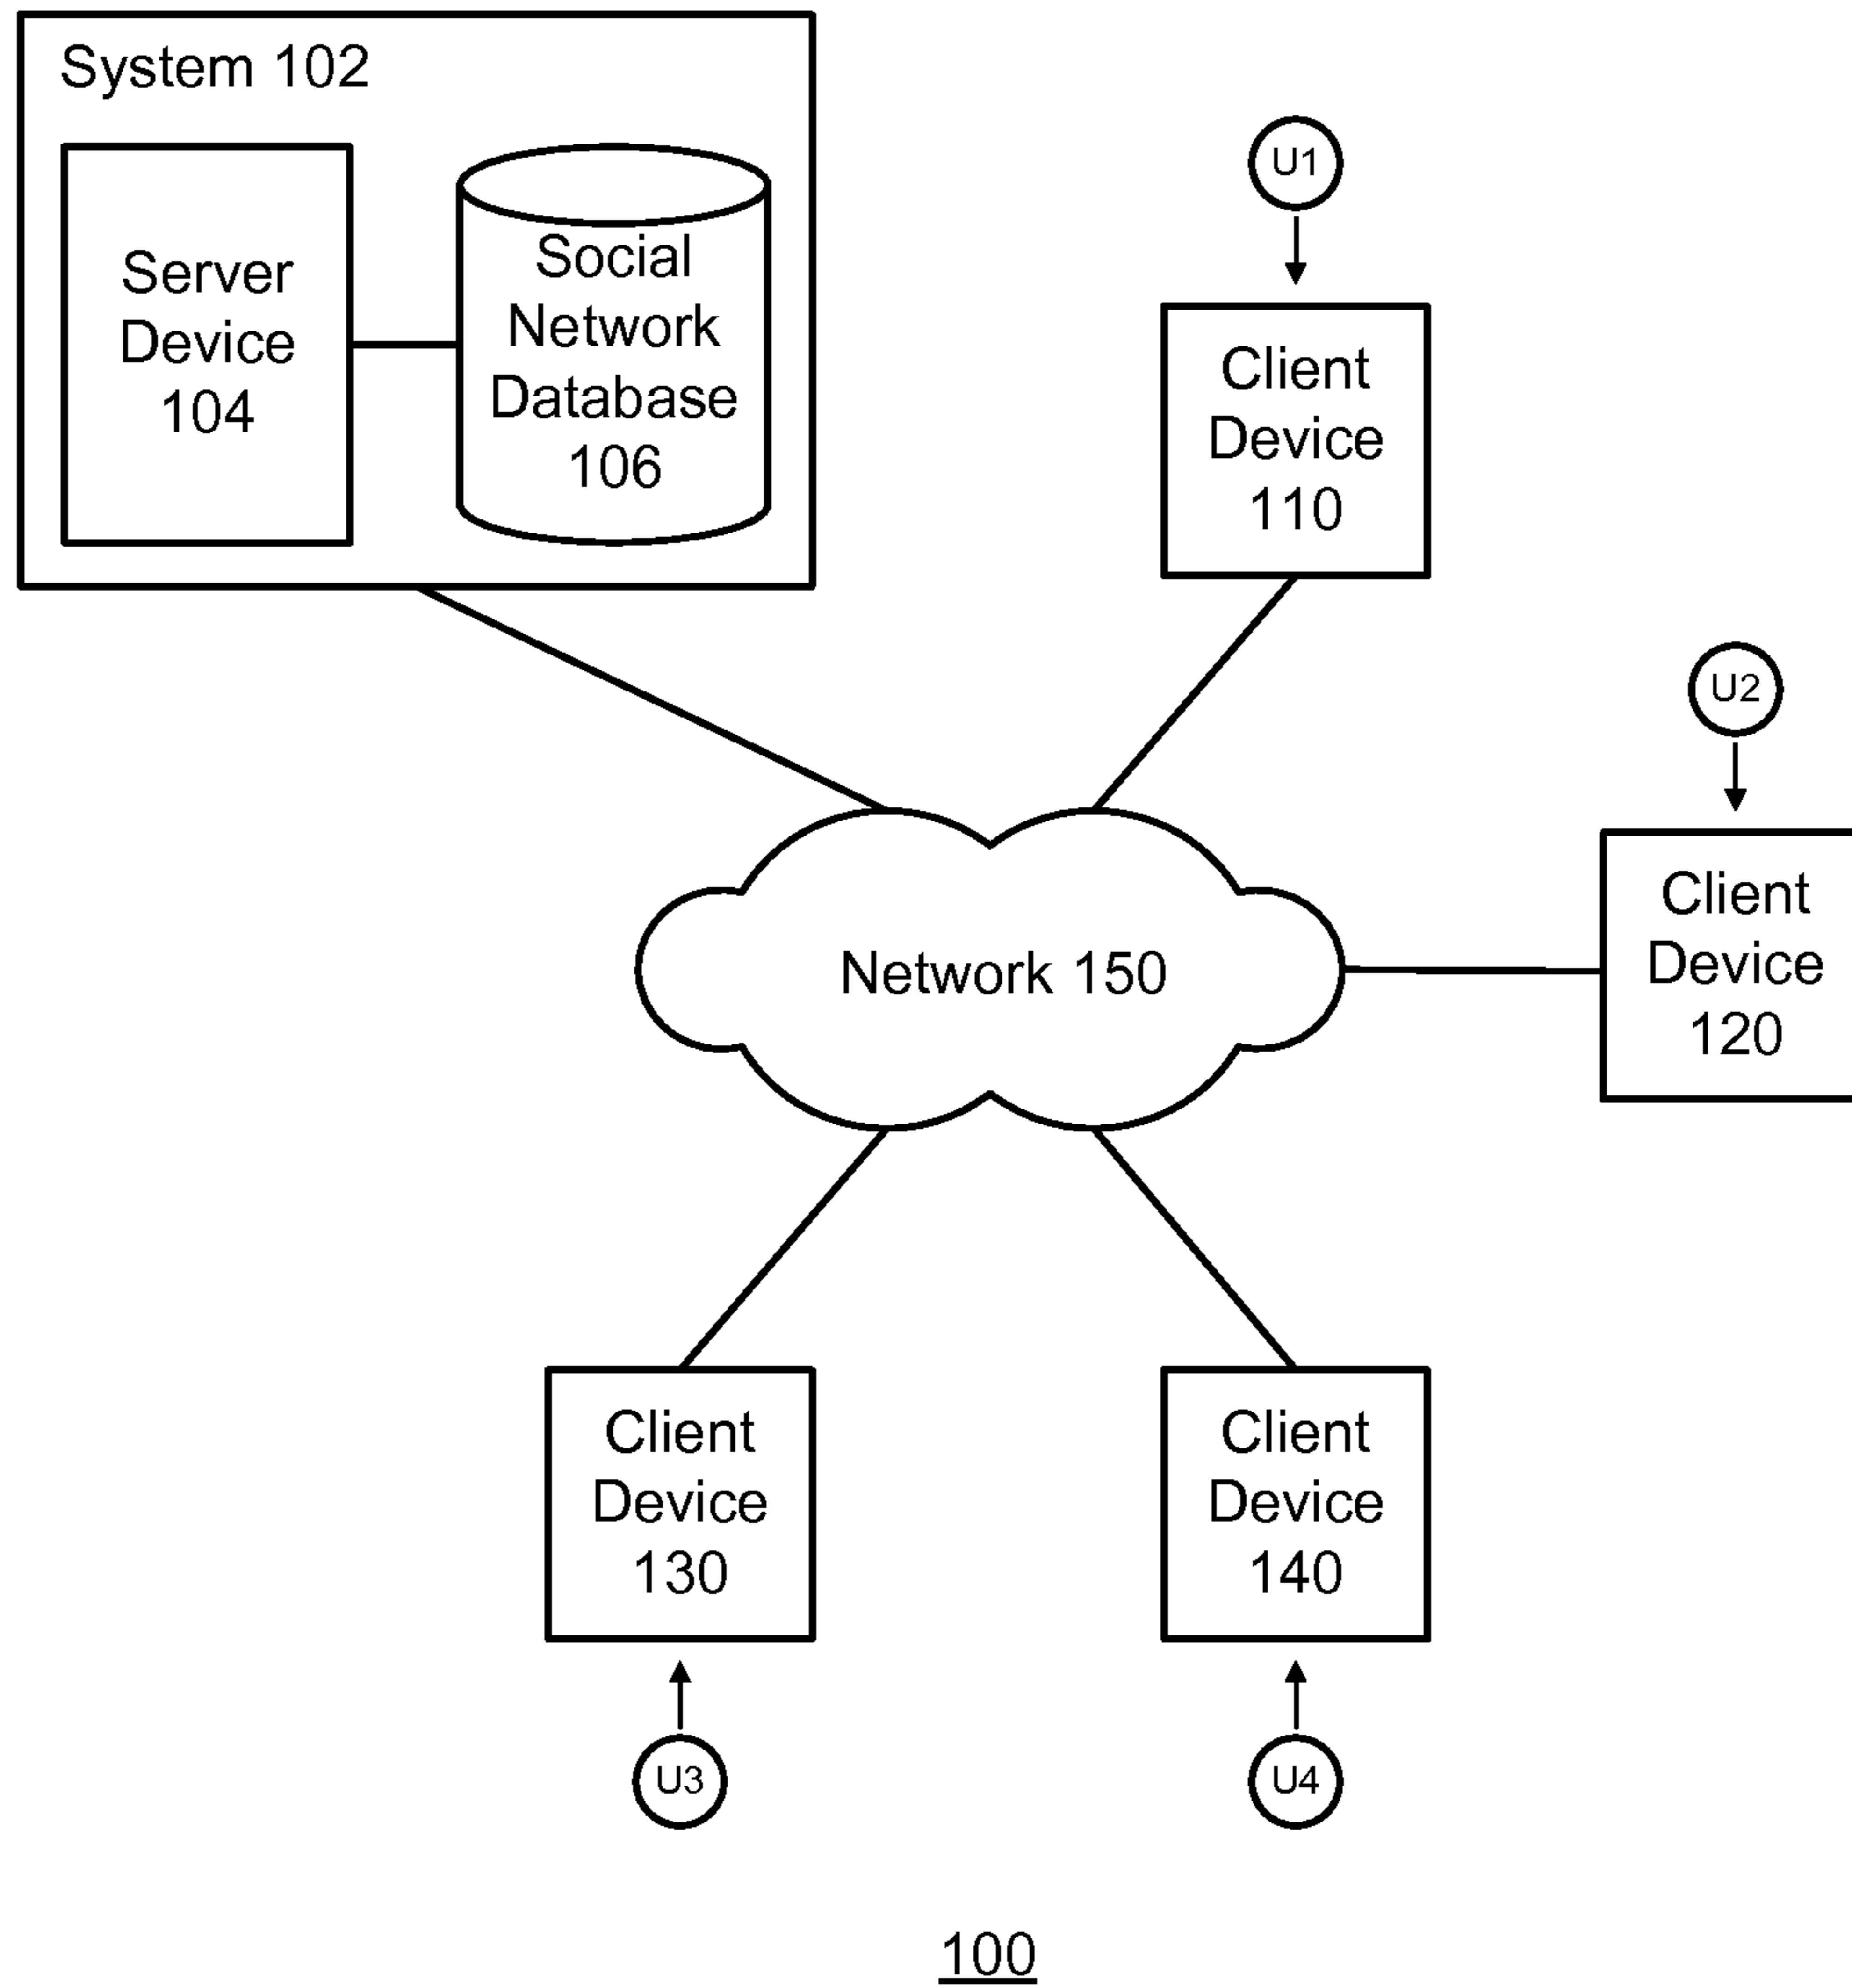 System 102
Server
Device
104
Social
Network
Database
106
U1
Client
Device
110
U2
Client
Device
120
Network 150
Client
Device
130
Client
Device
140
U3
U4
100